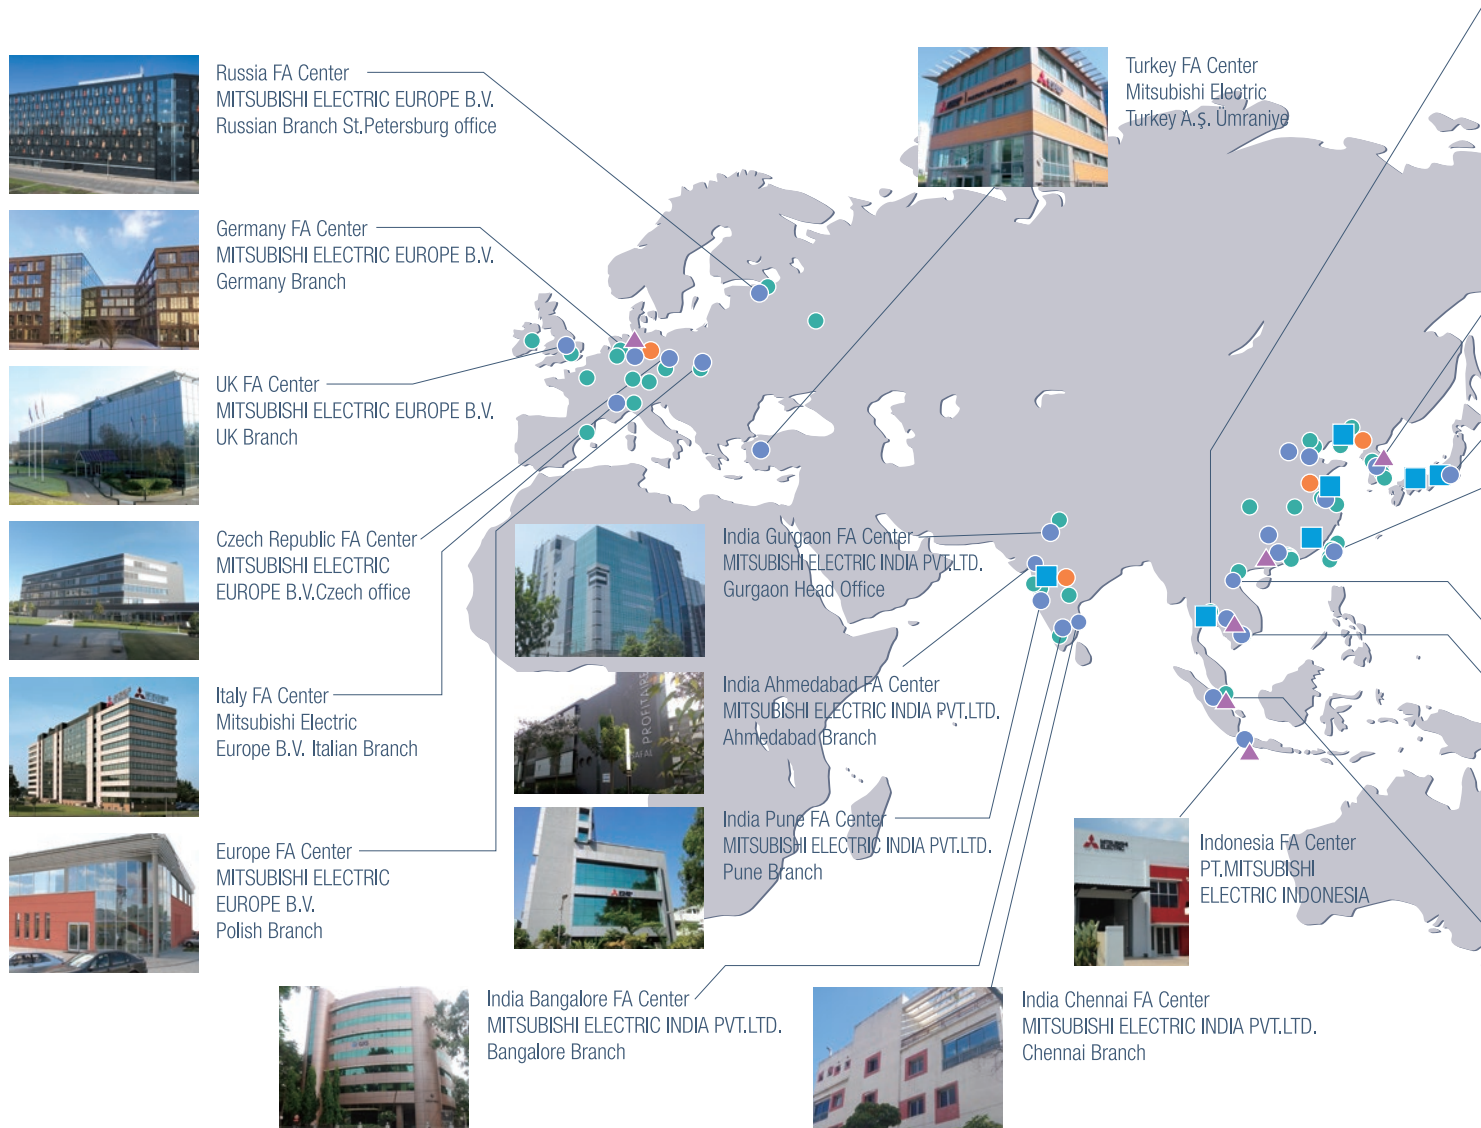 Russia FA Center
MITSUBISHI ELECTRIC EUROPE B.V.
Russian Branch St.Petersburg office
Germany FA Center
MITSUBISHI ELECTRIC EUROPE B.V.
Germany Branch
UK FA Center
MITSUBISHI ELECTRIC EUROPE B.V.
UK Branch
Czech Republic FA Center
MITSUBISHI ELECTRIC
EUROPE B.V.Czech office
Italy FA Center
Mitsubishi Electric
Europe B.V. Italian Branch
Europe FA Center
MITSUBISHI ELECTRIC
EUROPE B.V.
Polish Branch
Turkey FA Center
Mitsubishi Electric
Turkey A.Ş. Ümraniye
India Gurgaon FA Center
MITSUBISHI ELECTRIC INDIA PVT.LTD.
Gurgaon Head Office
PROFITAIRE
India Ahmedabad FA Center
MITSUBISHI ELECTRIC INDIA PVT.LTD.
Ahmedabad Branch
India Pune FA Center
MITSUBISHI ELECTRIC INDIA PVT.LTD.
Pune Branch
India Bangalore FA Center
MITSUBISHI ELECTRIC INDIA PVT.LTD.
Bangalore Branch
India Chennai FA Center
MITSUBISHI ELECTRIC INDIA PVT.LTD.
Chennai Branch
Indonesia FA Center
PT.MITSUBISHI
ELECTRIC INDONESIA